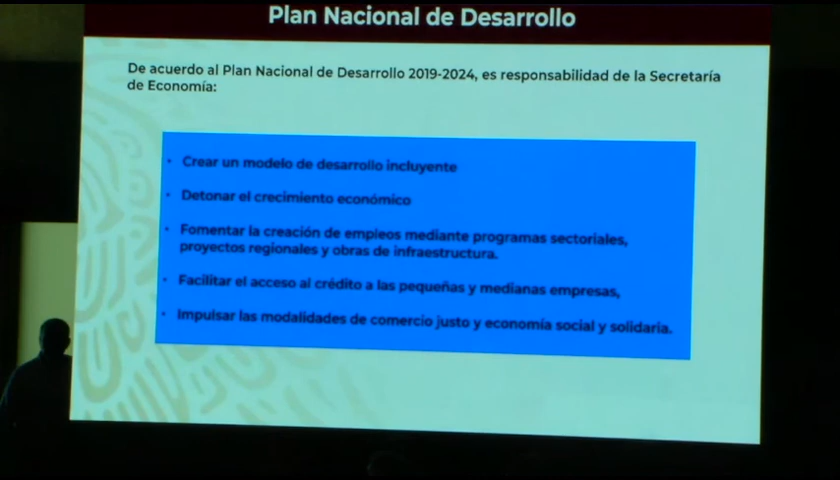 Plan Nacional de Desarrollo
De acuerdo al Plan Nacional de Desarrollo 2019-2024, es responsabilidad de la Secretaría
de Economía:
• Crear un modelo de desarrollo incluyente
• Detonar el crecimiento económico
• Fomentar la creación de empleos mediante programas sectoriales,
proyectos regionales y obras de infraestructura.
• Facilitar el acceso al crédito a las pequeñas y medianas empresas,
• Impulsar las modalidades de comercio justo y economía social y solidaria.